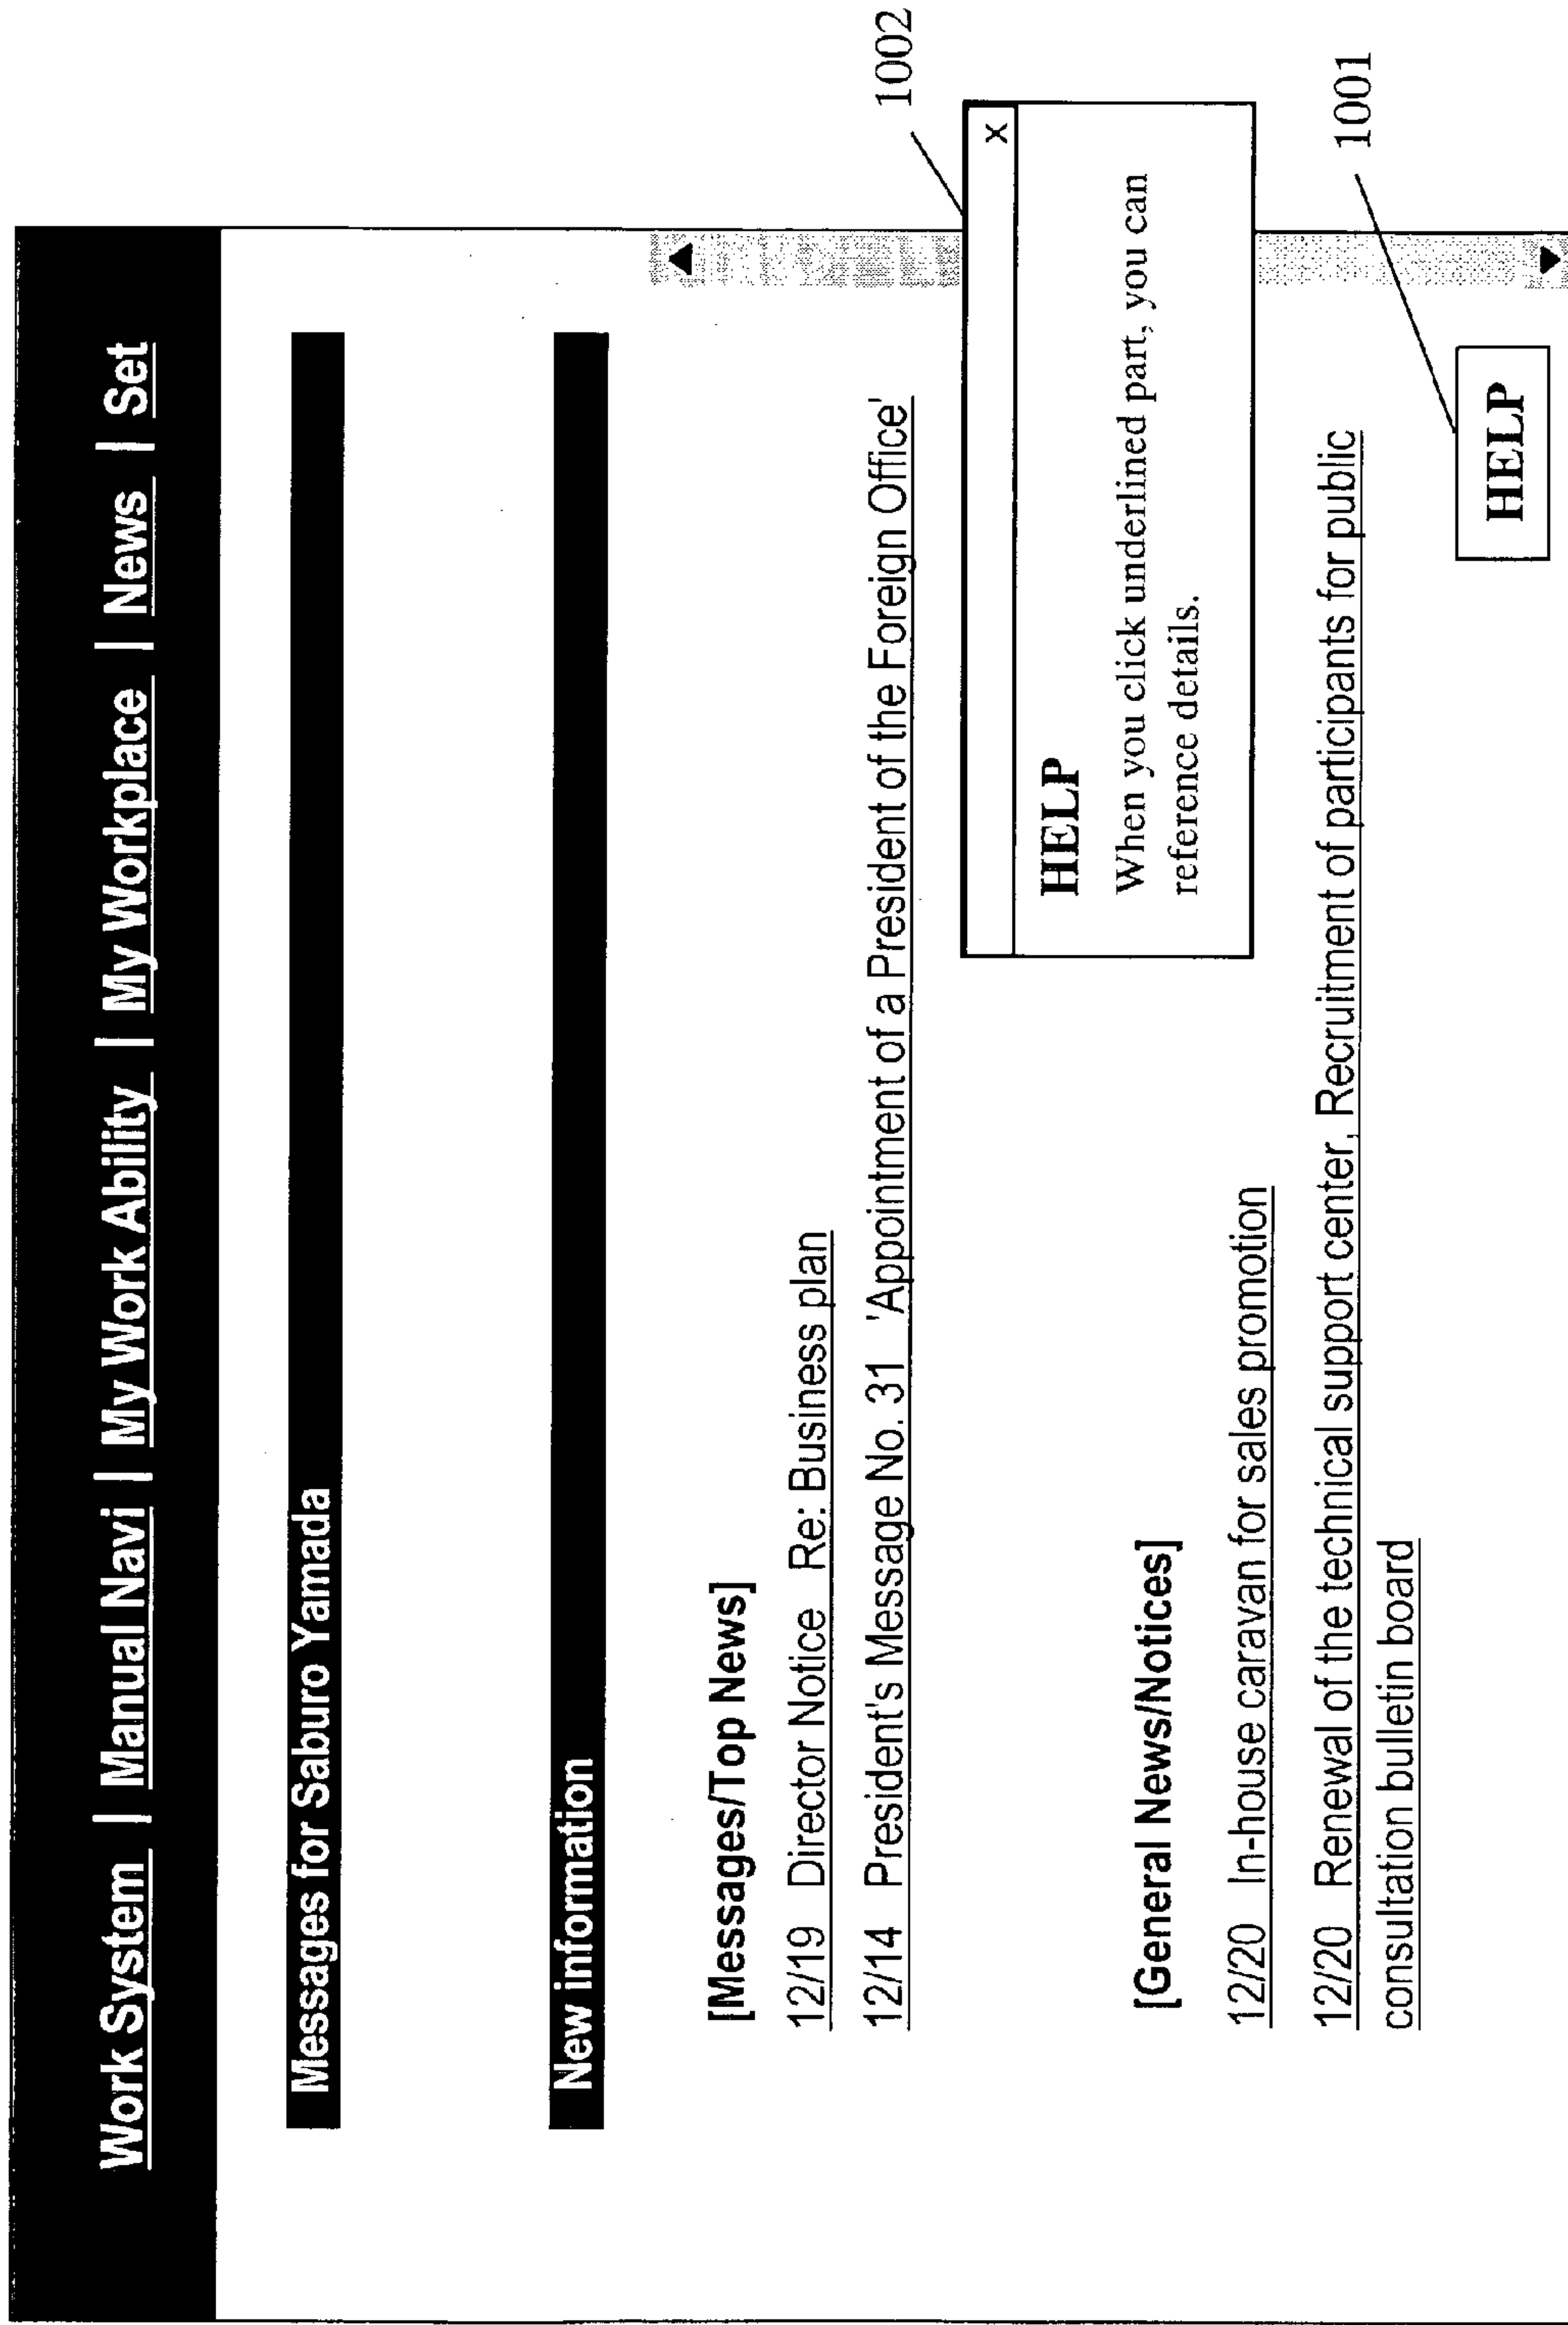 Work System | Manual Navi | My Work Ability | My Workplace | News | Set
Messages for Saburo Yamada
New information
[Messages/Top News]
12/19 Director Notice Re: Business plan
12/14 President's Message No. 31 'Appointment of a President of the Foreign Office'
1002
x
HELP
When you click underlined part, you can
reference details.
[General News/Notices]
12/20 In-house caravan for sales promotion
12/20 Renewal of the technical support center, Recruitment of participants for public
consultation bulletin board
1001
HELP